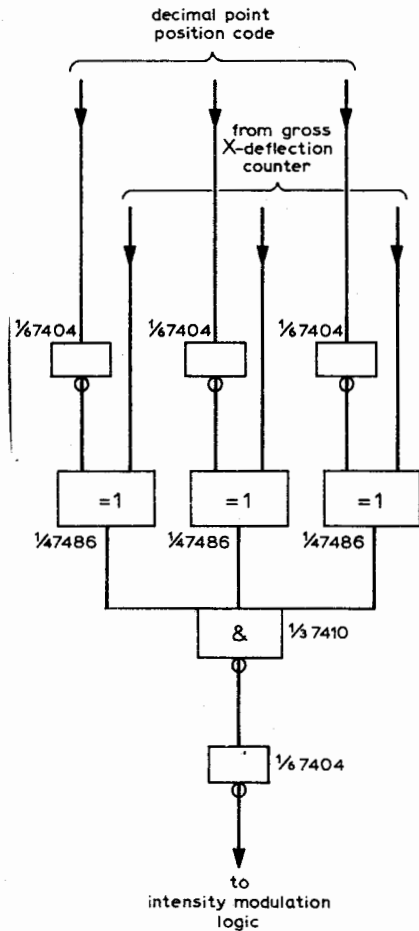 decimal point
position code
from gross
X-deflection
counter
1/6 7404
1/6 7404
1/6 7404
=1
=1
=1
1/4 7486
1/4 7486
1/4 7486
&
1/3 7410
1/6 7404
to
intensity modulation
logic